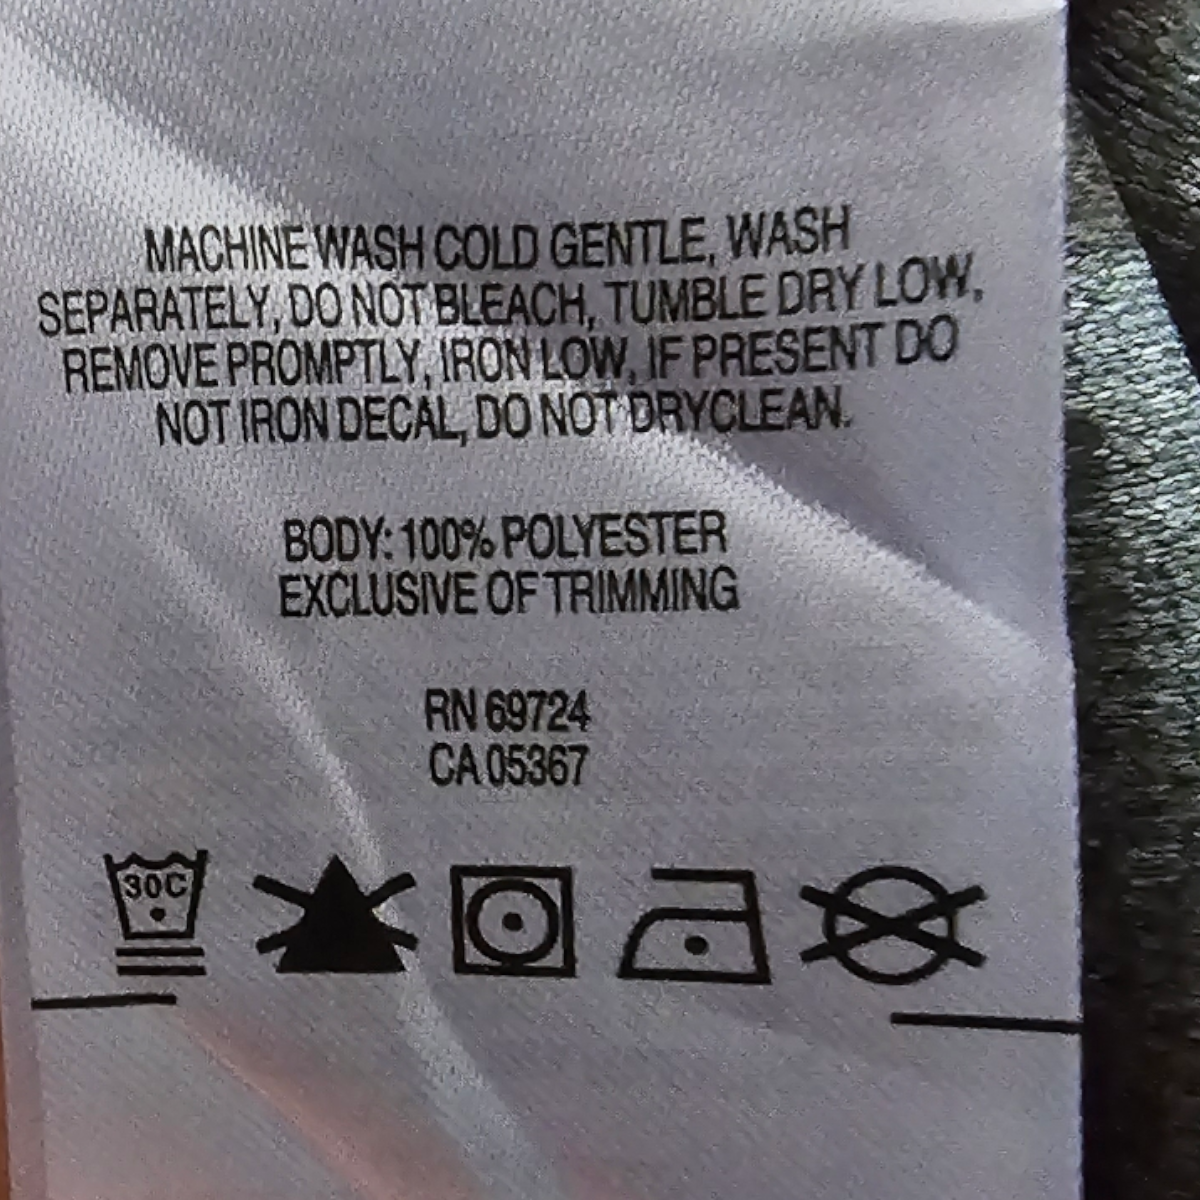 MACHINE WASH COLD GENTLE, WASH
SEPARATELY, DO NOT BLEACH, TUMBLE DRY LOW,
REMOVE PROMPTLY, IRON LOW, IF PRESENT DO
NOT IRON DECAL, DO NOT DRYCLEAN.
BODY: 100% POLYESTER
EXCLUSIVE OF TRIMMING
RN 69724
CA 05367
30C